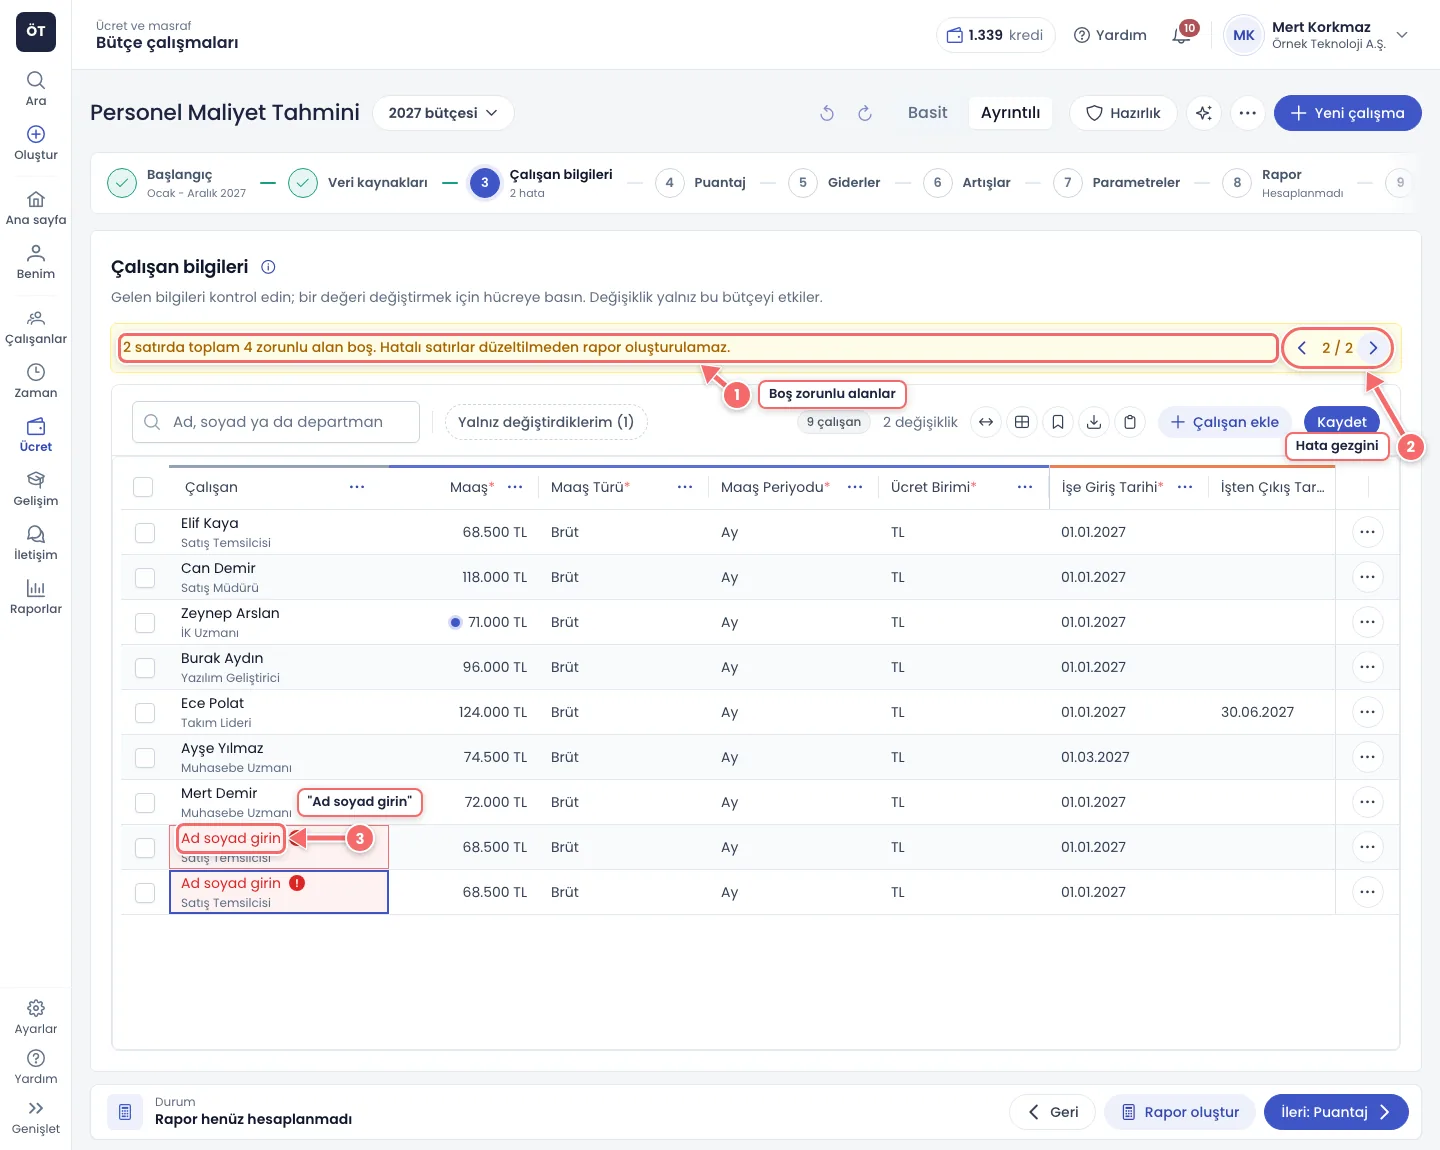 ÖT
Ücret ve masraf
Bütçe çalışmaları
1.339 kredi
Yardım
10
MK
Mert Korkmaz
Örnek Teknoloji A.Ş.
Ara
Oluştur
Ana sayfa
Benim
Çalışanlar
Zaman
Ücret
Gelişim
İletişim
Raporlar
Ayarlar
Yardım
Genişlet
Personel Maliyet Tahmini
2027 bütçesi
Basit
Ayrıntılı
Hazırlık
Yeni çalışma
Başlangıç
Ocak - Aralık 2027
Veri kaynakları
3
Çalışan bilgileri
2 hata
4 Puantaj
5 Giderler
6 Artışlar
7 Parametreler
8
Rapor
Hesaplanmadı
9
Çalışan bilgileri
Gelen bilgileri kontrol edin; bir değeri değiştirmek için hücreye basın. Değişiklik yalnız bu bütçeyi etkiler.
2 satırda toplam 4 zorunlu alan boş. Hatalı satırlar düzeltilmeden rapor oluşturulamaz.
2 / 2
1
Boş zorunlu alanlar
Ad, soyad ya da departman
Yalnız değiştirdiklerim (1)
9 çalışan
2 değişiklik
Çalışan ekle
Kaydet
Hata gezgini
2
Çalışan Maaş* Maaş Türü* Maaş Periyodu* Ücret Birimi* İşe Giriş Tarihi* İşten Çıkış Tar...
Elif Kaya
Satış Temsilcisi
68.500 TL Brüt Ay TL 01.01.2027
Can Demir
Satış Müdürü
118.000 TL Brüt Ay TL 01.01.2027
Zeynep Arslan
İK Uzmanı
71.000 TL Brüt Ay TL 01.01.2027
Burak Aydın
Yazılım Geliştirici
96.000 TL Brüt Ay TL 01.01.2027
Ece Polat
Takım Lideri
124.000 TL Brüt Ay TL 01.01.2027 30.06.2027
Ayşe Yılmaz
Muhasebe Uzmanı
74.500 TL Brüt Ay TL 01.03.2027
Mert Demir
Muhasebe Uzmanı
"Ad soyad girin"
72.000 TL Brüt Ay TL 01.01.2027
Ad soyad girin
3
Satış Temsilcisi
68.500 TL Brüt Ay TL 01.01.2027
Ad soyad girin
Satış Temsilcisi
68.500 TL Brüt Ay TL 01.01.2027
Durum
Rapor henüz hesaplanmadı
Geri
Rapor oluştur
İleri: Puantaj